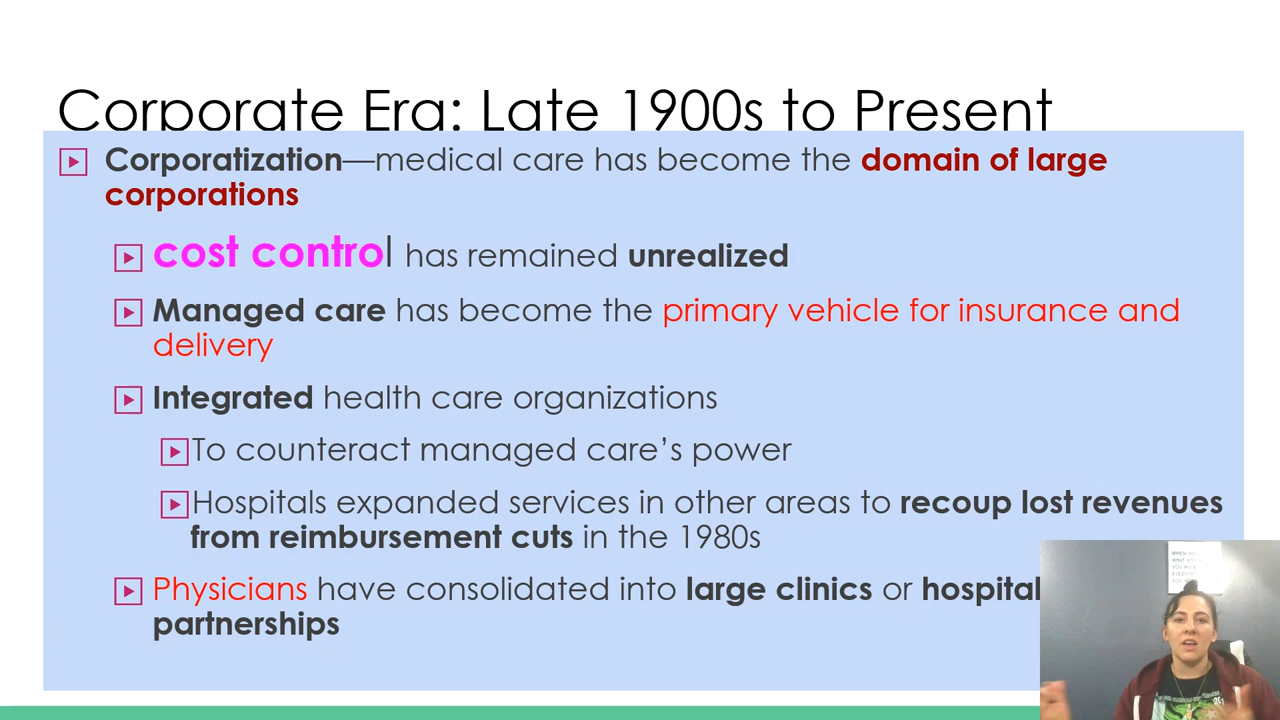 Corporate Era: Late 1900s to Present
Corporatization—medical care has become the domain of large
corporations
cost control has remained unrealized
Managed care has become the primary vehicle for insurance and
delivery
Integrated health care organizations
To counteract managed care's power
Hospitals expanded services in other areas to recoup lost revenues
from reimbursement cuts in the 1980s
Physicians have consolidated into large clinics or hospital
partnerships